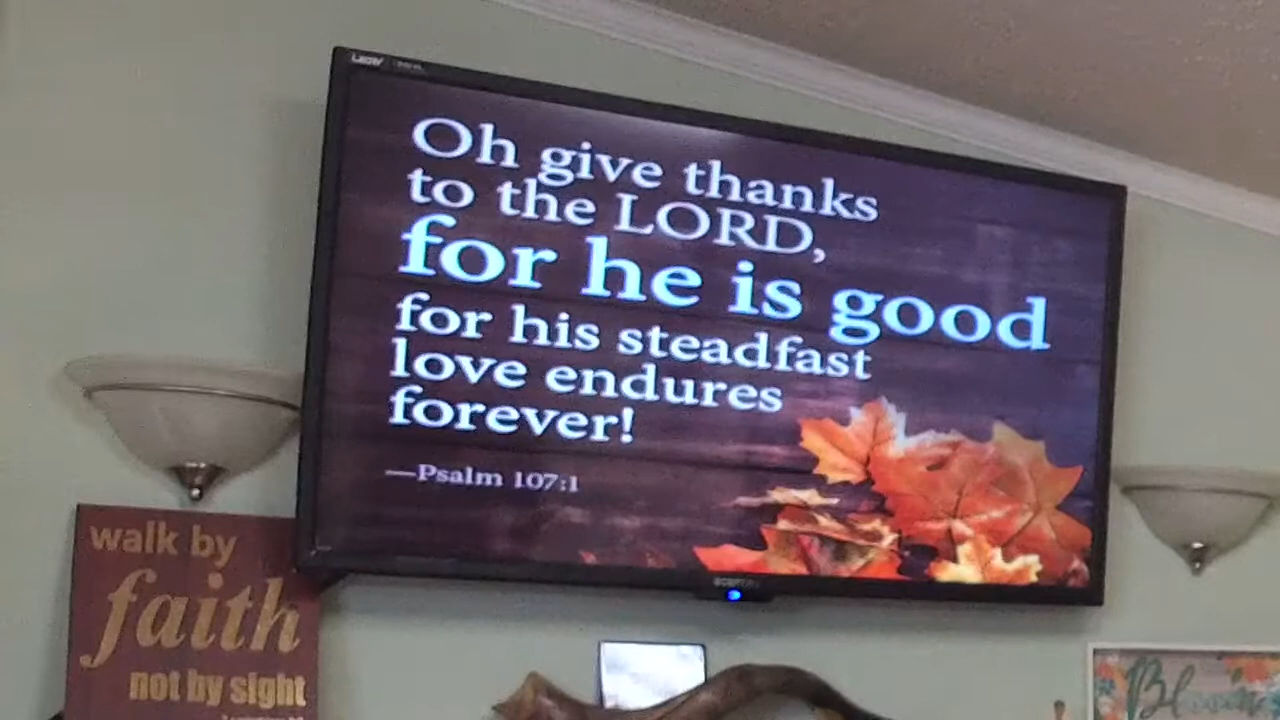 Oh give thanks
to the LORD,
for he is good
for his steadfast
love endures
forever!
—Psalm 107:1
walk by
faith
not by sight
SCEPTRE